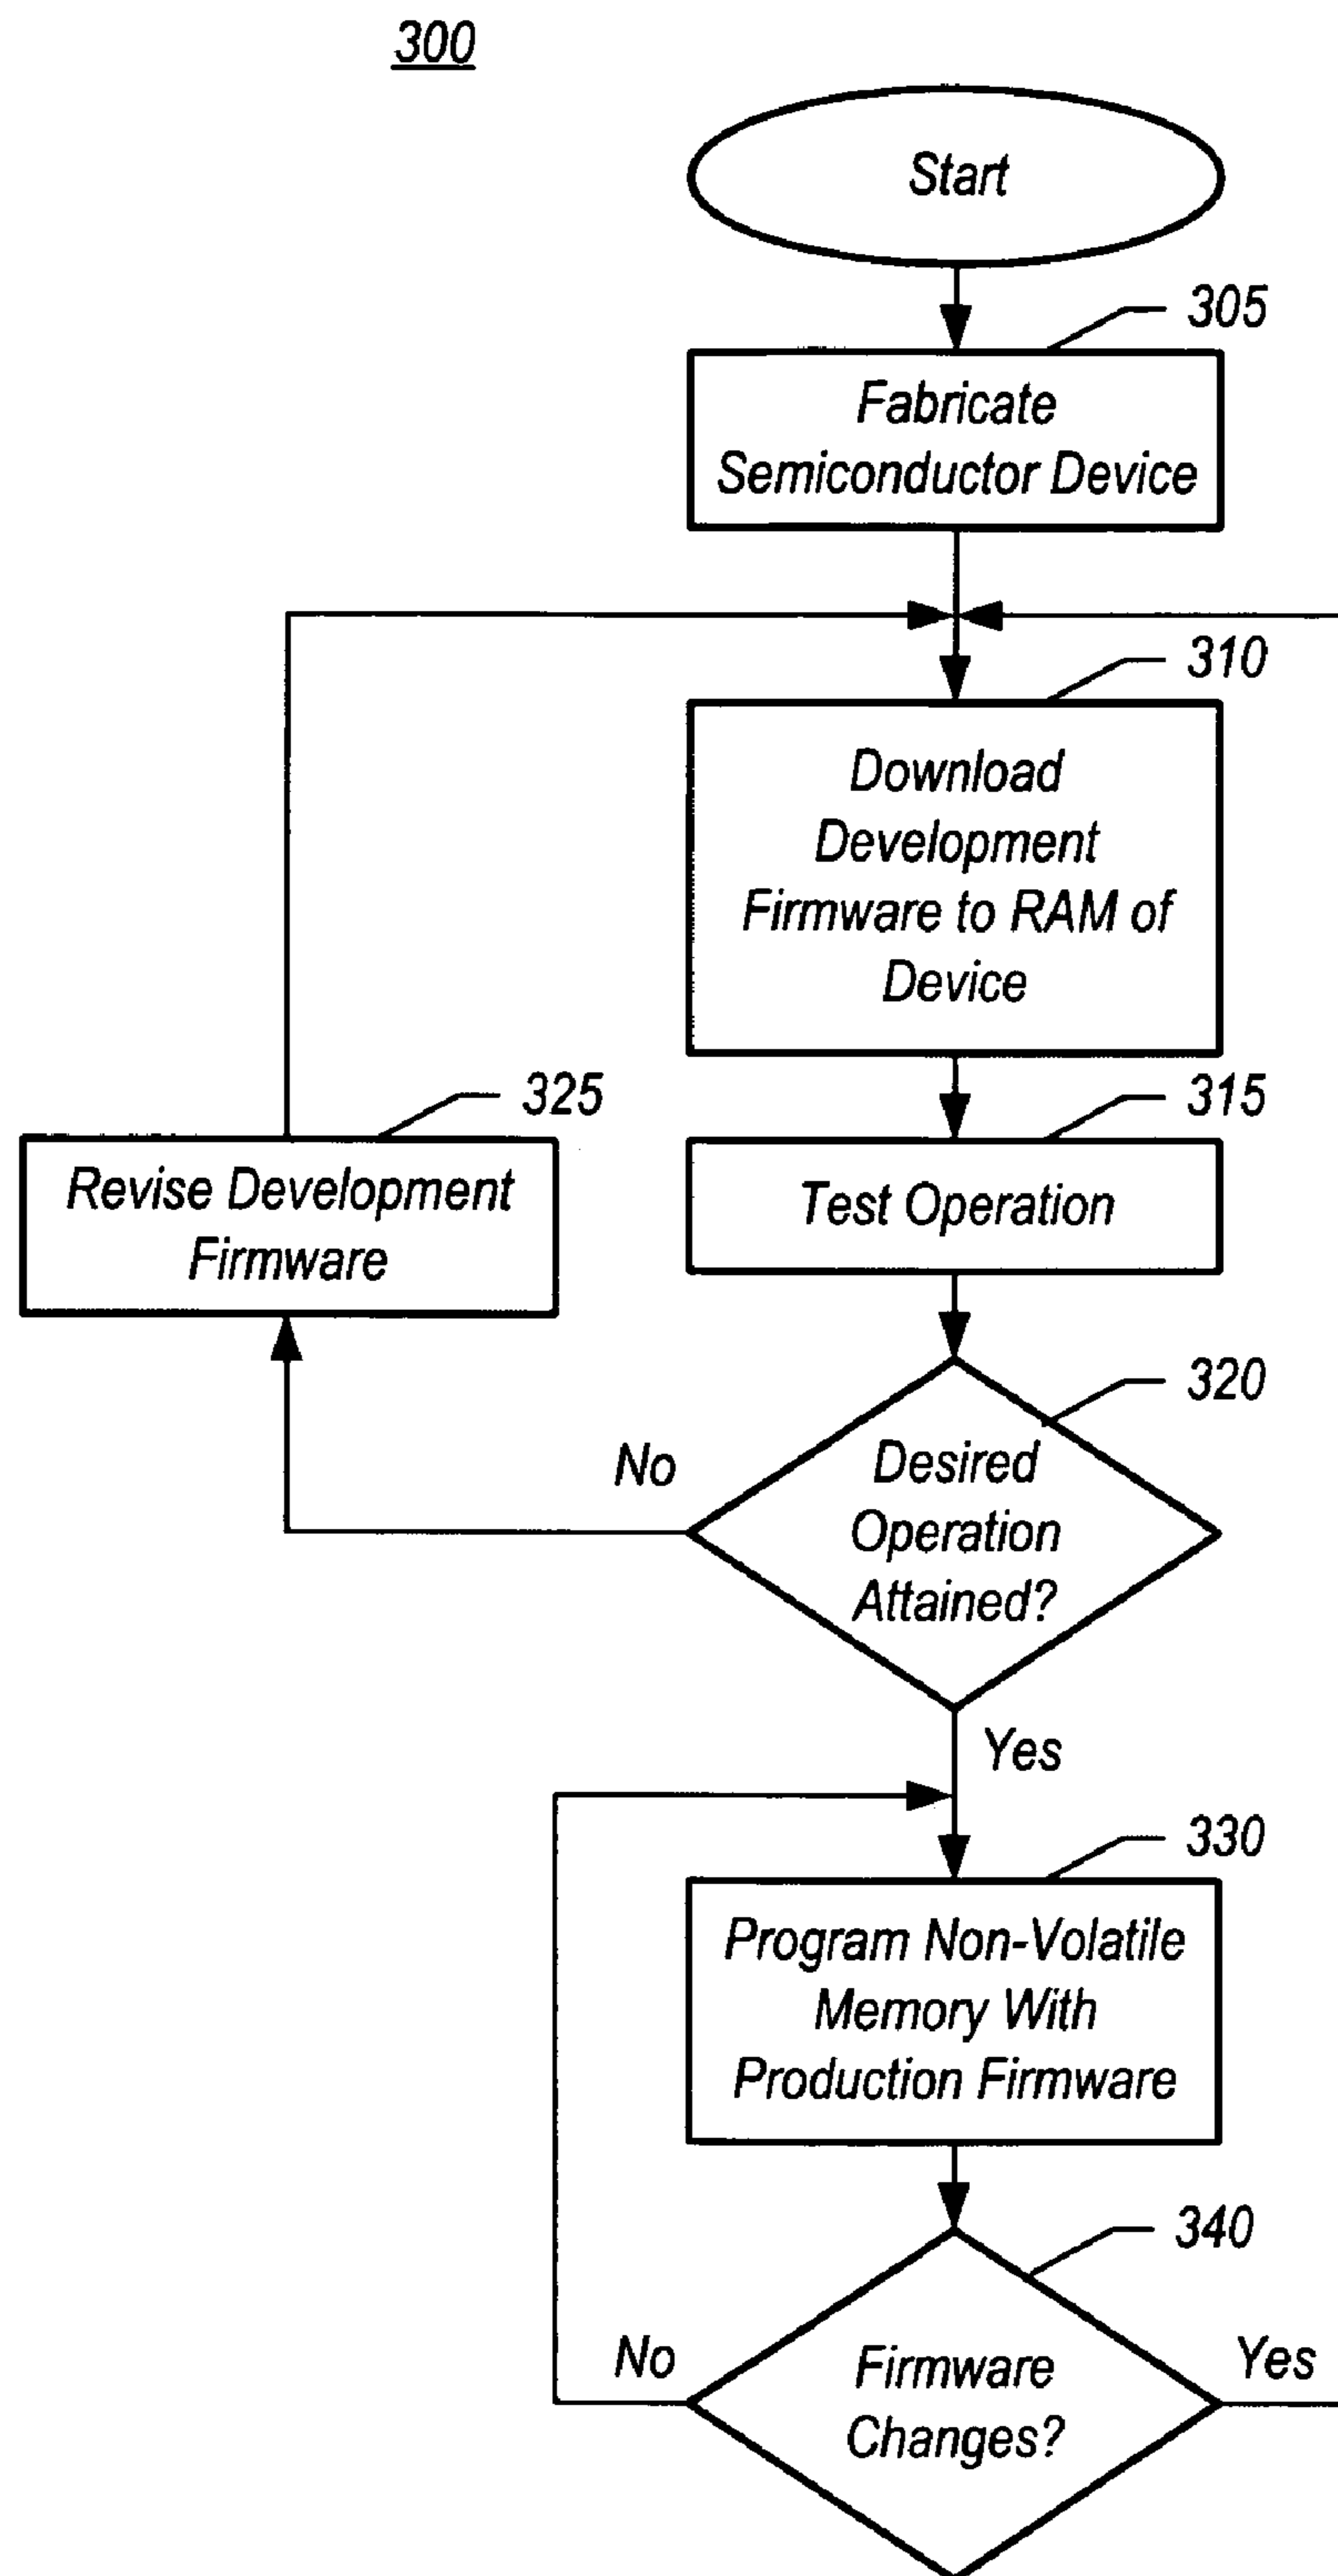 300
Start
305
Fabricate
Semiconductor Device
310
Download
Development
Firmware to RAM of
Device
325
Revise Development
Firmware
315
Test Operation
320
No
Desired
Operation
Attained?
Yes
330
Program Non-Volatile
Memory With
Production Firmware
340
No
Firmware
Changes?
Yes